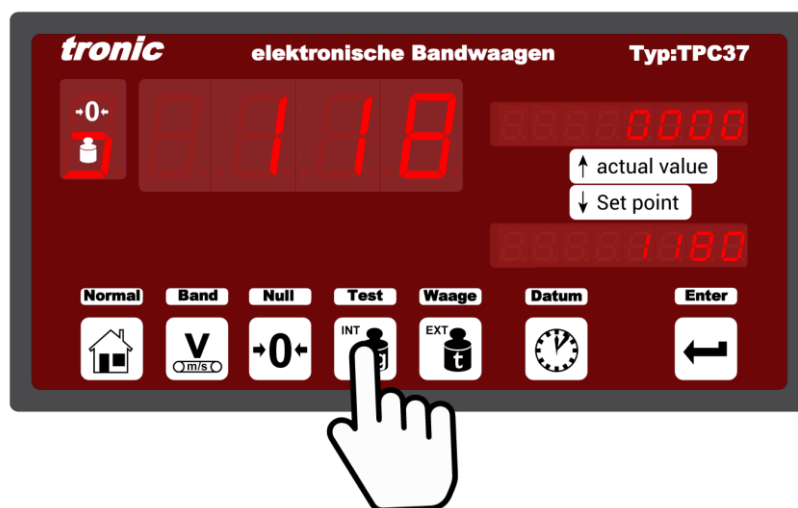 tronic elektronische Bandwaagen Typ:TPC37
→0←
118
0000
↑ actual value
↓ Set point
1180
Normal Band Null Test Waage Datum Enter
INT EXT
V →0← g t
m/s